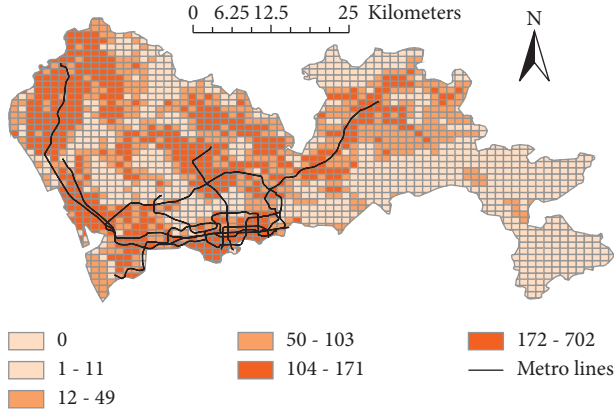 0 6.25 12.5 25 Kilometers
N
0 50 - 103 172 - 702
1 - 11 104 - 171 Metro lines
12 - 49